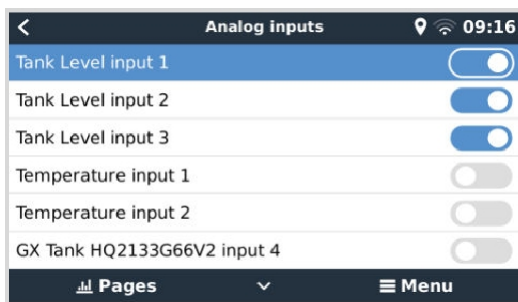 Analog inputs 09:16
Tank Level input 1
Tank Level input 2
Tank Level input 3
Temperature input 1
Temperature input 2
GX Tank HQ2133G66V2 input 4
Pages Menu